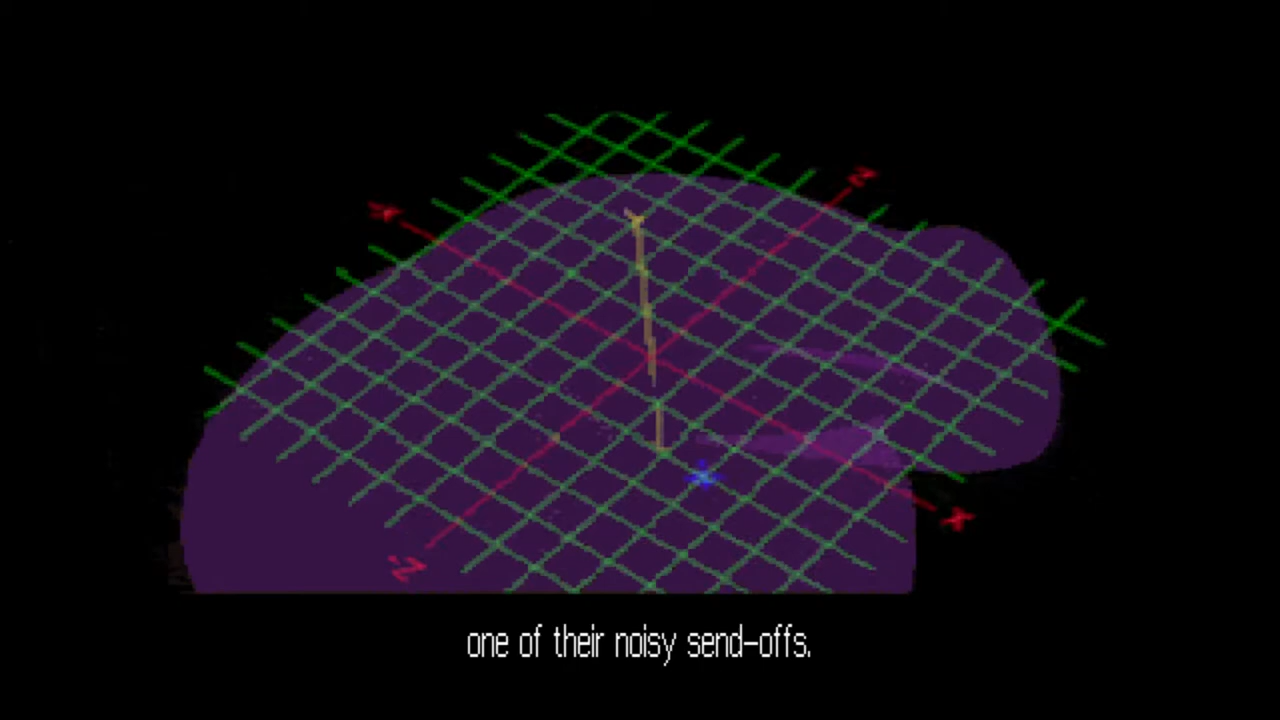 -X
Z
X
-Z
one of their noisy send-offs.